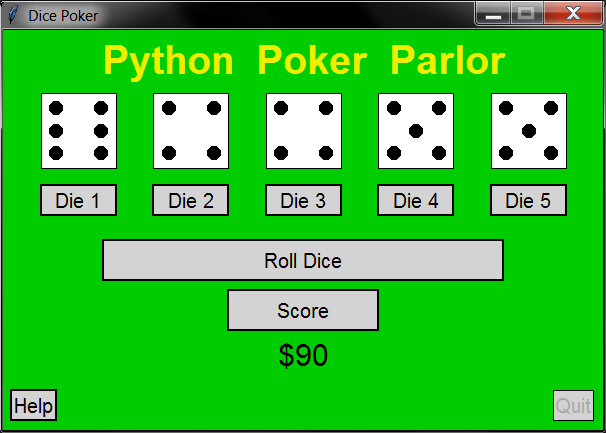 Dice Poker
Python Poker Parlor
Die 1 Die 2 Die 3 Die 4 Die 5
Roll Dice
Score
$90
Help Quit